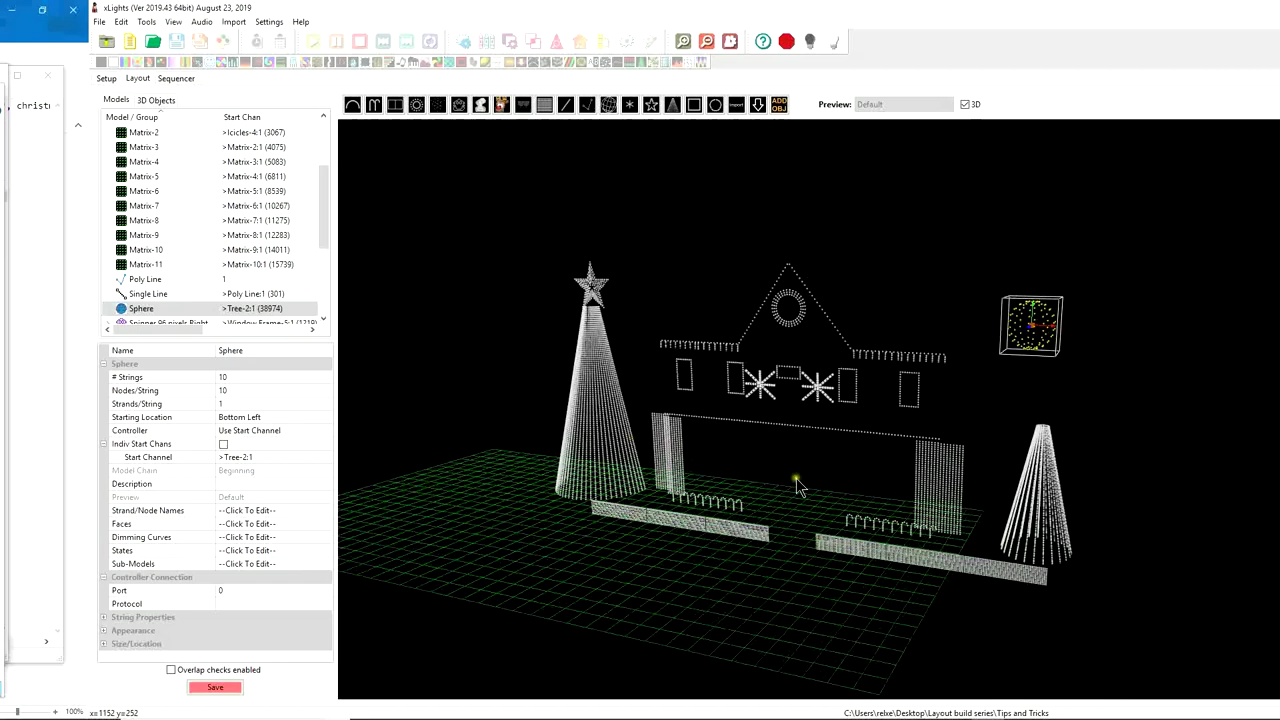 xLights (Ver 2019.43 64bit) August 23, 2019
File Edit Tools View Audio Import Settings Help
Setup Layout Sequencer
Models 3D Objects
Preview: Default 3D
christ
Model / Group Start Chan
Matrix-2 >Icicles-4:1 (3067)
Matrix-3 >Matrix-2:1 (4075)
Matrix-4 >Matrix-3:1 (5083)
Matrix-5 >Matrix-4:1 (6811)
Matrix-6 >Matrix-5:1 (8539)
Matrix-7 >Matrix-6:1 (10267)
Matrix-8 >Matrix-7:1 (11275)
Matrix-9 >Matrix-8:1 (12283)
Matrix-10 >Matrix-9:1 (14011)
Matrix-11 >Matrix-10:1 (15739)
Poly Line 1
Single Line >Poly Line:1 (301)
Sphere >Tree-2:1 (38974)
Spinner 96 pixels Right >Window Frame-5:1 (1219)
Name Sphere
Sphere
# Strings 10
Nodes/String 10
Strands/String 1
Starting Location Bottom Left
Controller Use Start Channel
Indiv Start Chans
Start Channel >Tree-2:1
Model Chain Beginning
Description
Preview Default
Strand/Node Names --Click To Edit--
Faces --Click To Edit--
Dimming Curves --Click To Edit--
States --Click To Edit--
Sub-Models --Click To Edit--
Controller Connection
Port 0
Protocol
String Properties
Appearance
Size/Location
Overlap checks enabled
Save
100% x=1152 y=252 C:\Users\relxe\Desktop\Layout build series\Tips and Tricks